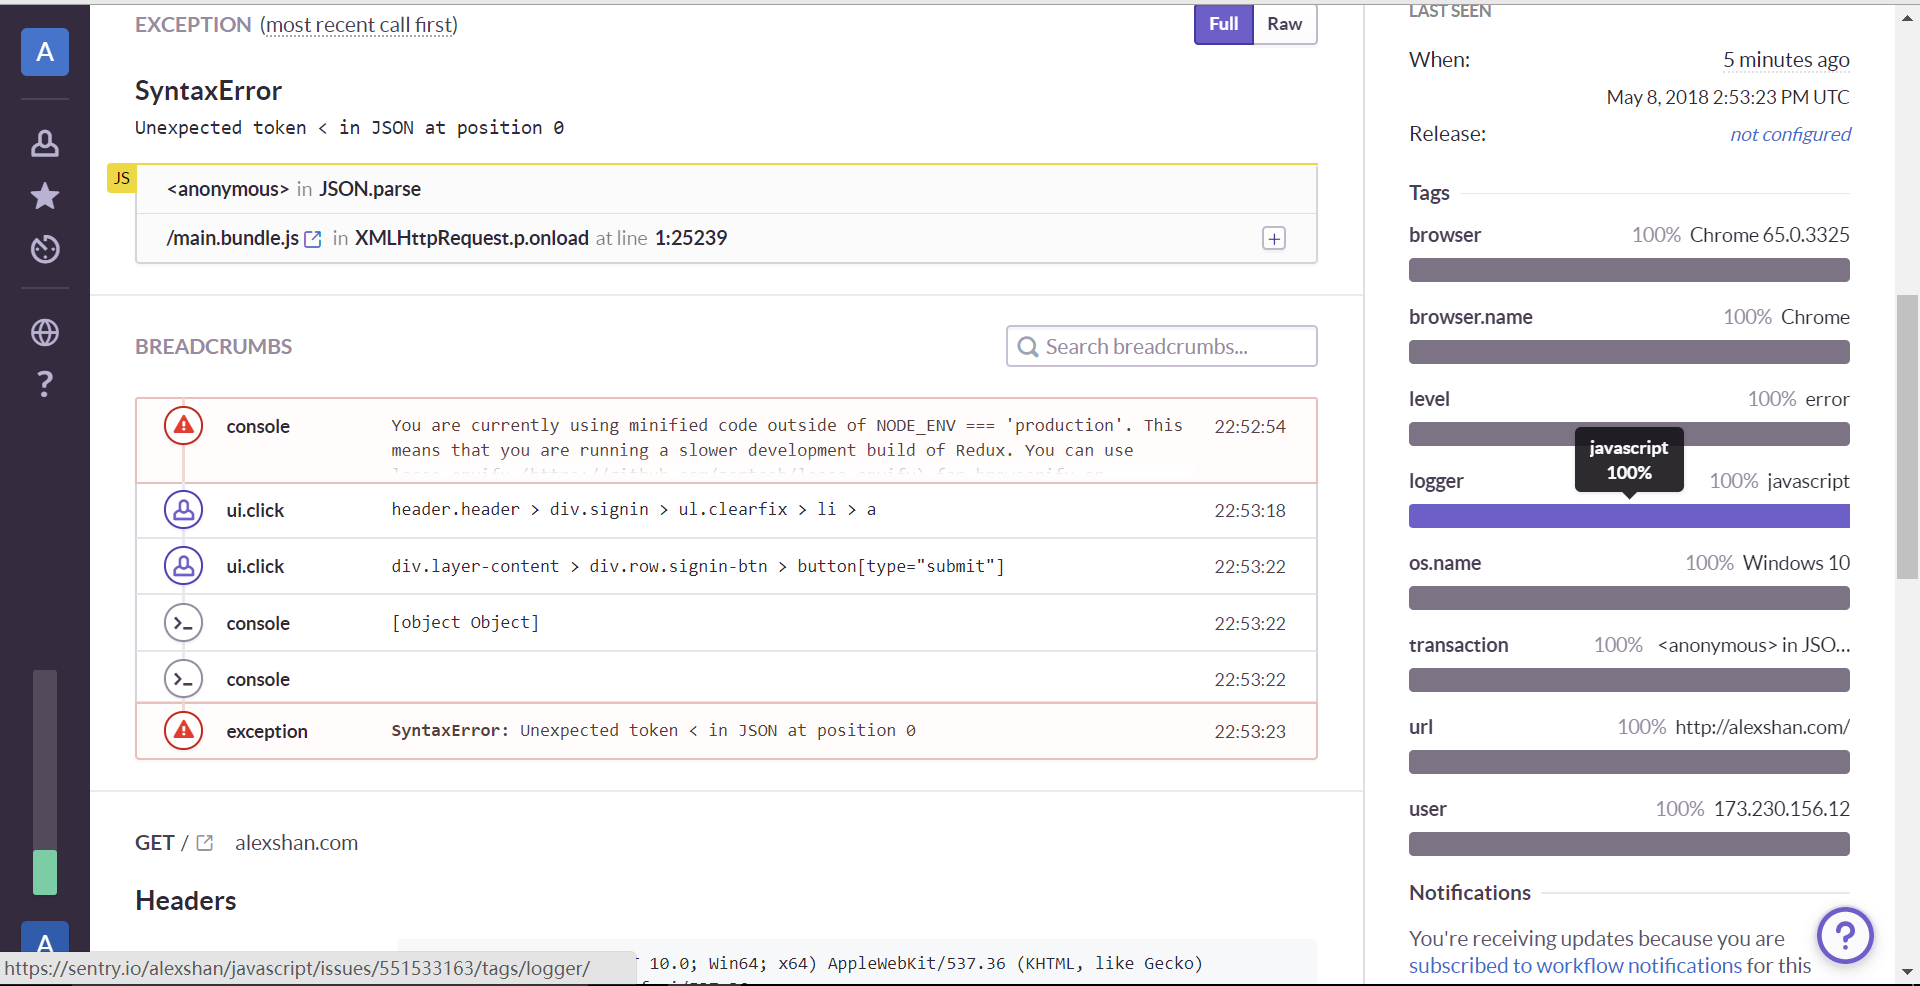 A
EXCEPTION (most recent call first)
Full Raw
SyntaxError
Unexpected token < in JSON at position 0
JS
<anonymous> in JSON.parse
/main.bundle.js in XMLHttpRequest.p.onload at line 1:25239
BREADCRUMBS
Search breadcrumbs...
console You are currently using minified code outside of NODE_ENV === 'production'. This 22:52:54
means that you are running a slower development build of Redux. You can use
ui.click header.header > div.signin > ul.clearfix > li > a 22:53:18
ui.click div.layer-content > div.row.signin-btn > button[type="submit"] 22:53:22
console [object Object] 22:53:22
console 22:53:22
exception SyntaxError: Unexpected token < in JSON at position 0 22:53:23
GET / alexshan.com
Headers
10.0; Win64; x64) AppleWebKit/537.36 (KHTML, like Gecko)
A
https://sentry.io/alexshan/javascript/issues/551533163/tags/logger/
LAST SEEN
When: 5 minutes ago
May 8, 2018 2:53:23 PM UTC
Release: not configured
Tags
browser 100% Chrome 65.0.3325
browser.name 100% Chrome
level 100% error
javascript
100%
logger 100% javascript
os.name 100% Windows 10
transaction 100% <anonymous> in JSO...
url 100% http://alexshan.com/
user 100% 173.230.156.12
Notifications
You're receiving updates because you are
subscribed to workflow notifications for this